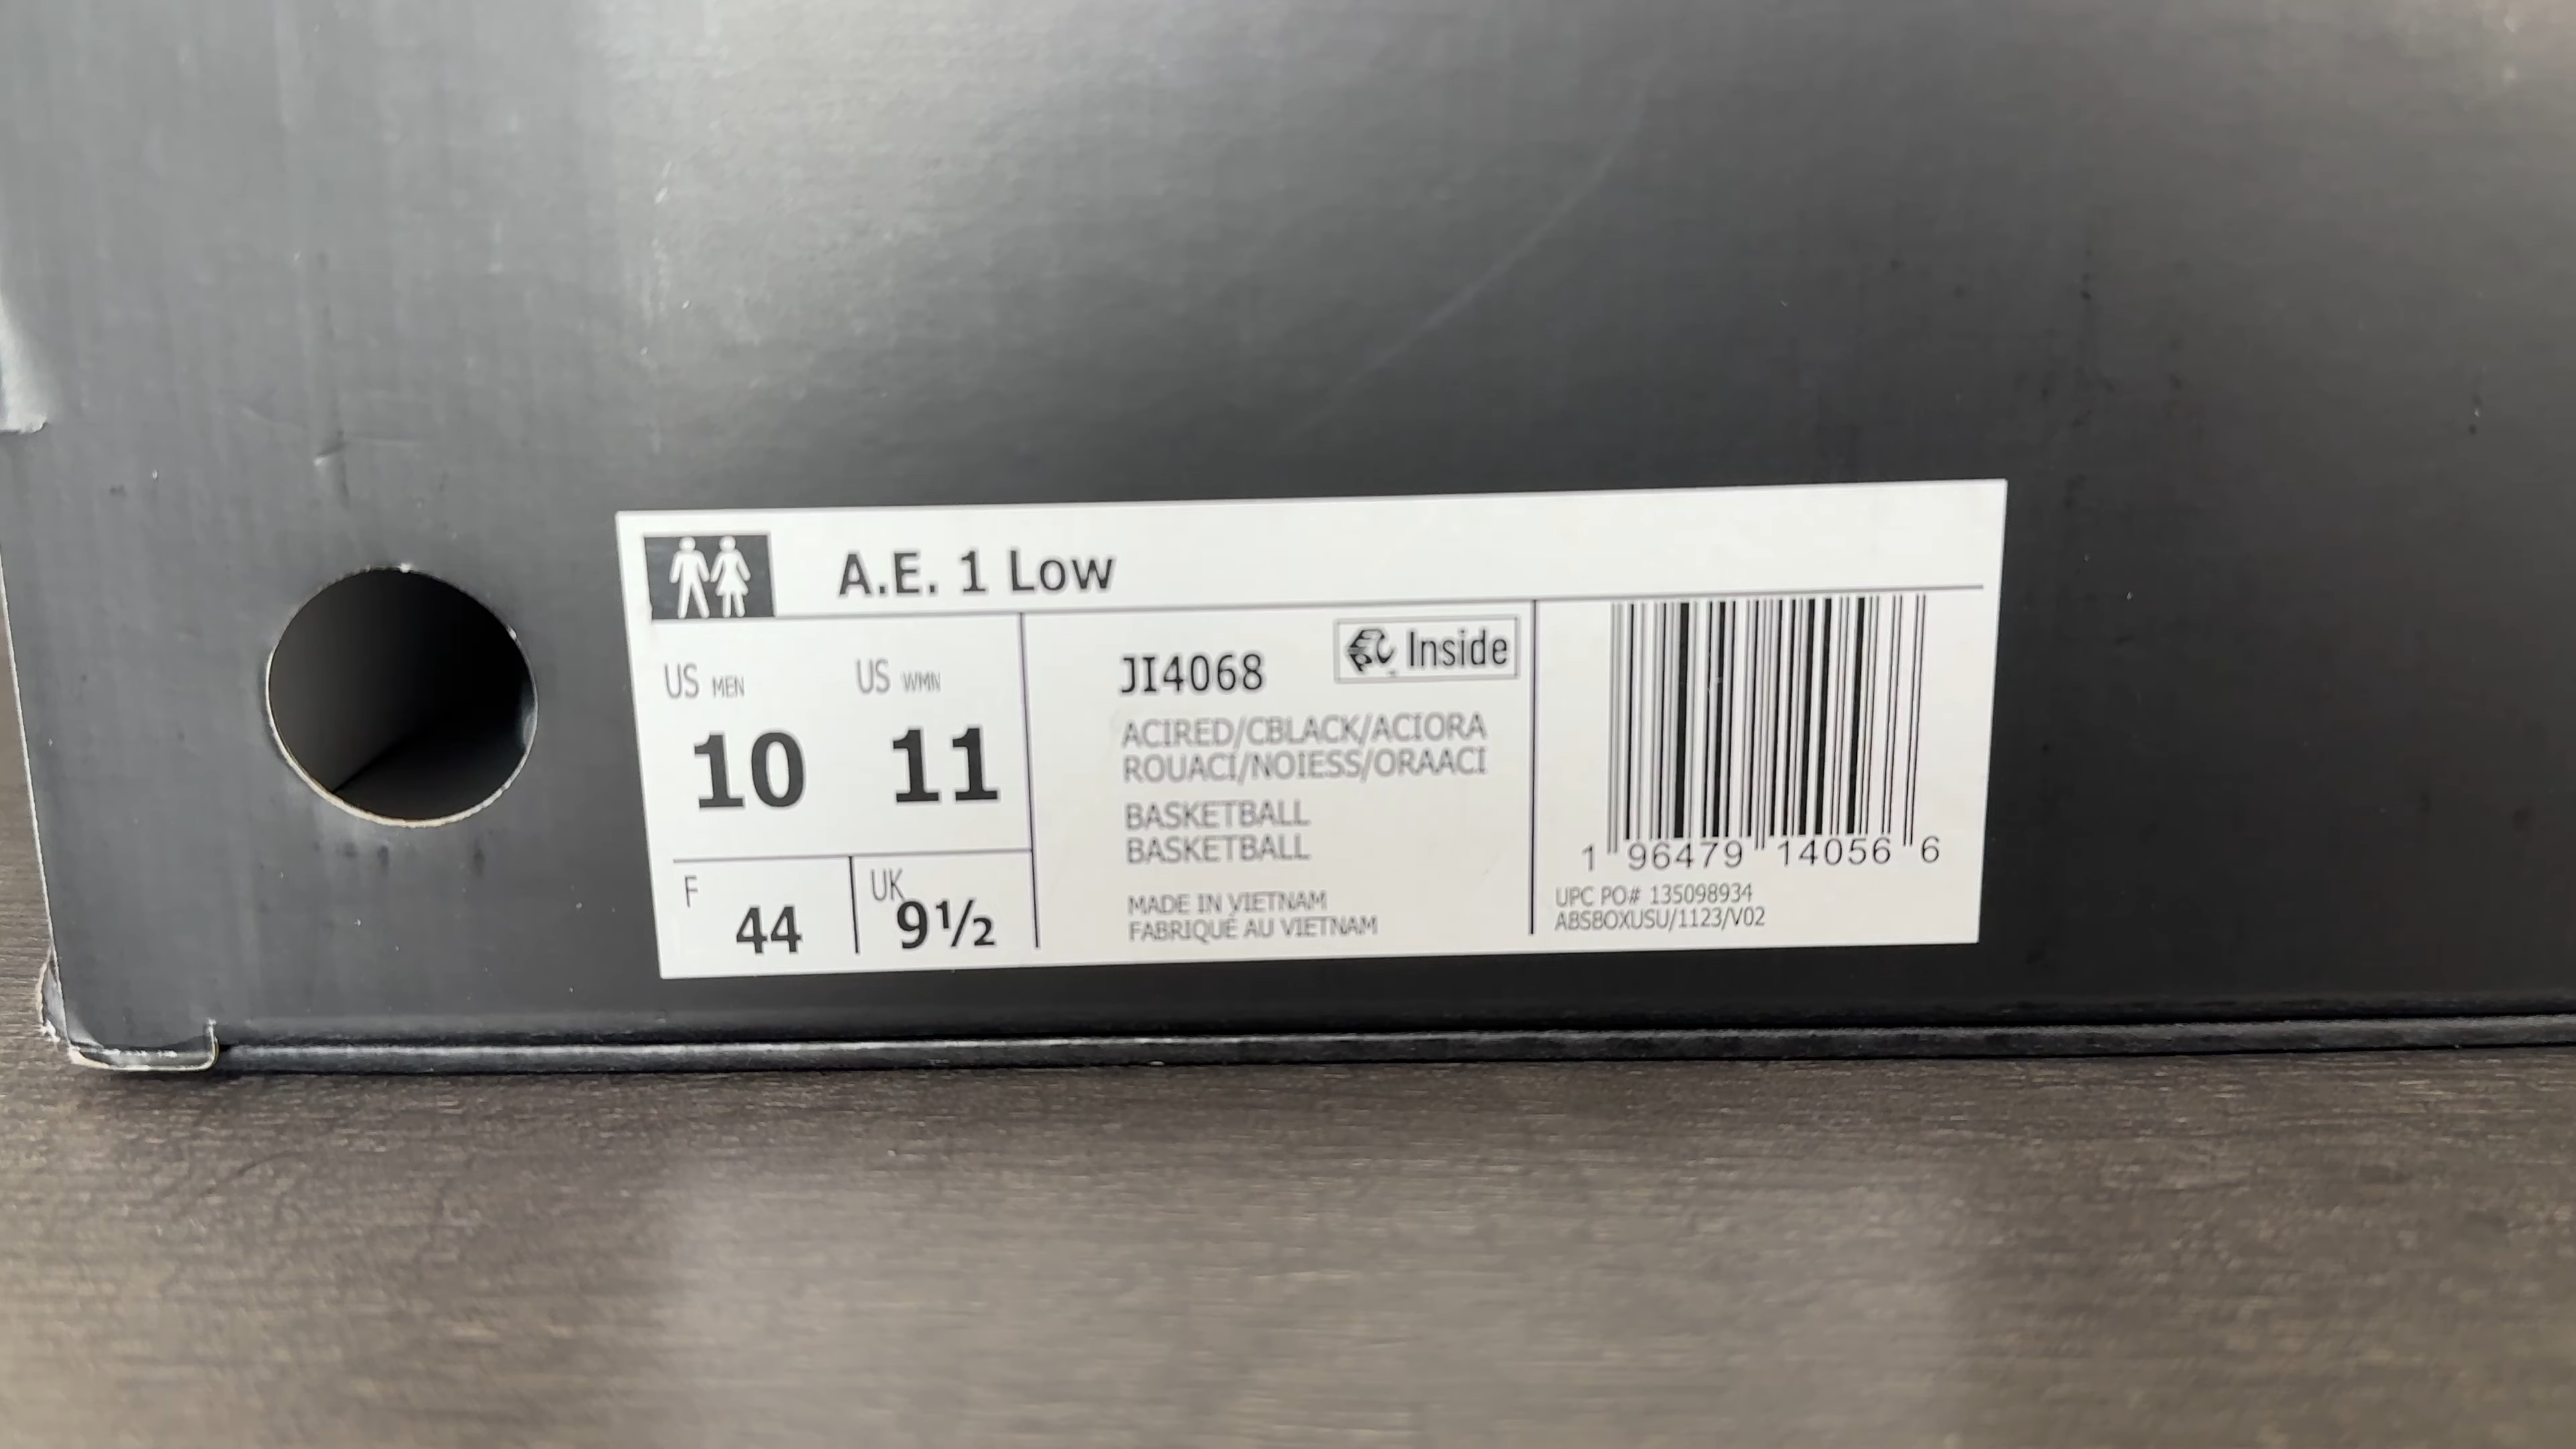 A.E. 1 Low
US MEN
10
US WMN
11
F
44
UK
9½
JI4068
Inside
ACIRED/CBLACK/ACIORA
ROUACI/NOIESS/ORAACI
BASKETBALL
BASKETBALL
MADE IN VIETNAM
FABRIQUÉ AU VIETNAM
1 96479 14056 6
UPC PO# 135098934
ABSBOXUSU/1123/V02